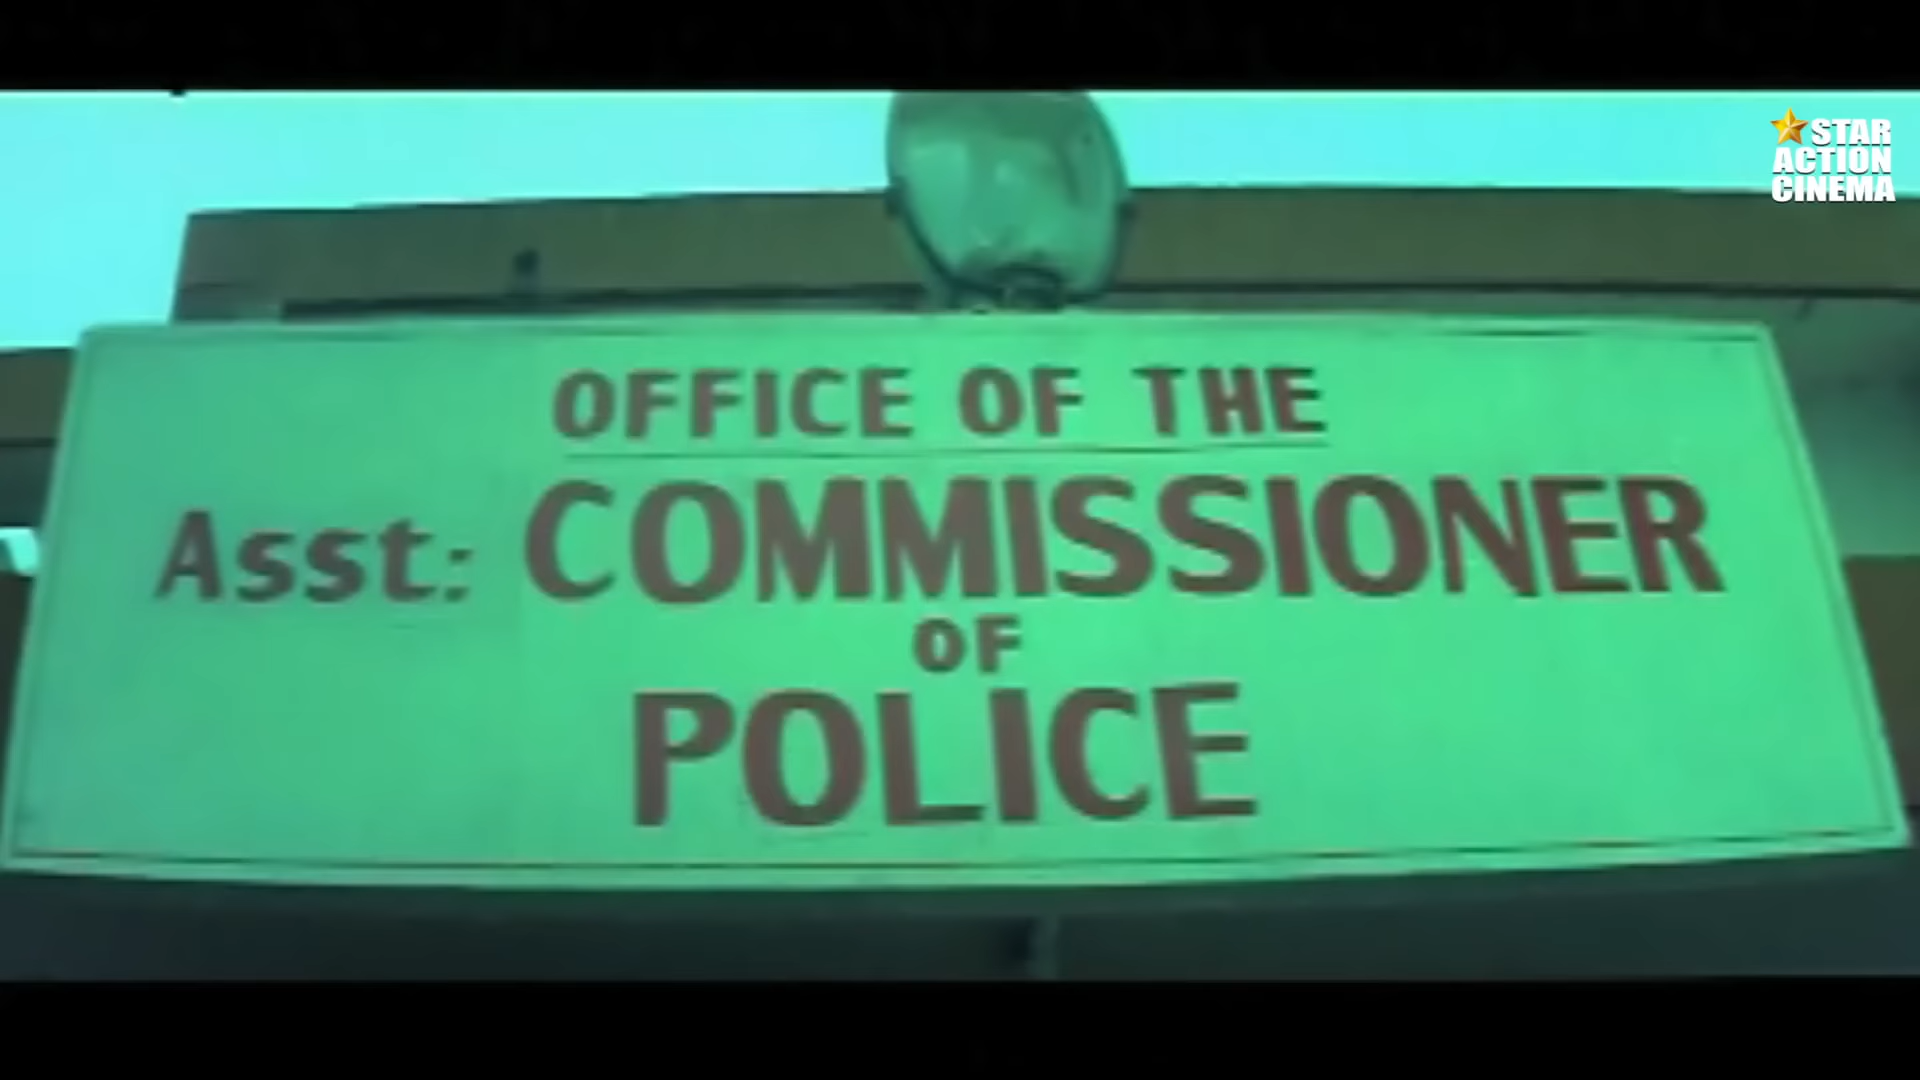 OFFICE OF THE
Asst: COMMISSIONER
OF
POLICE
STAR
ACTION
CINEMA